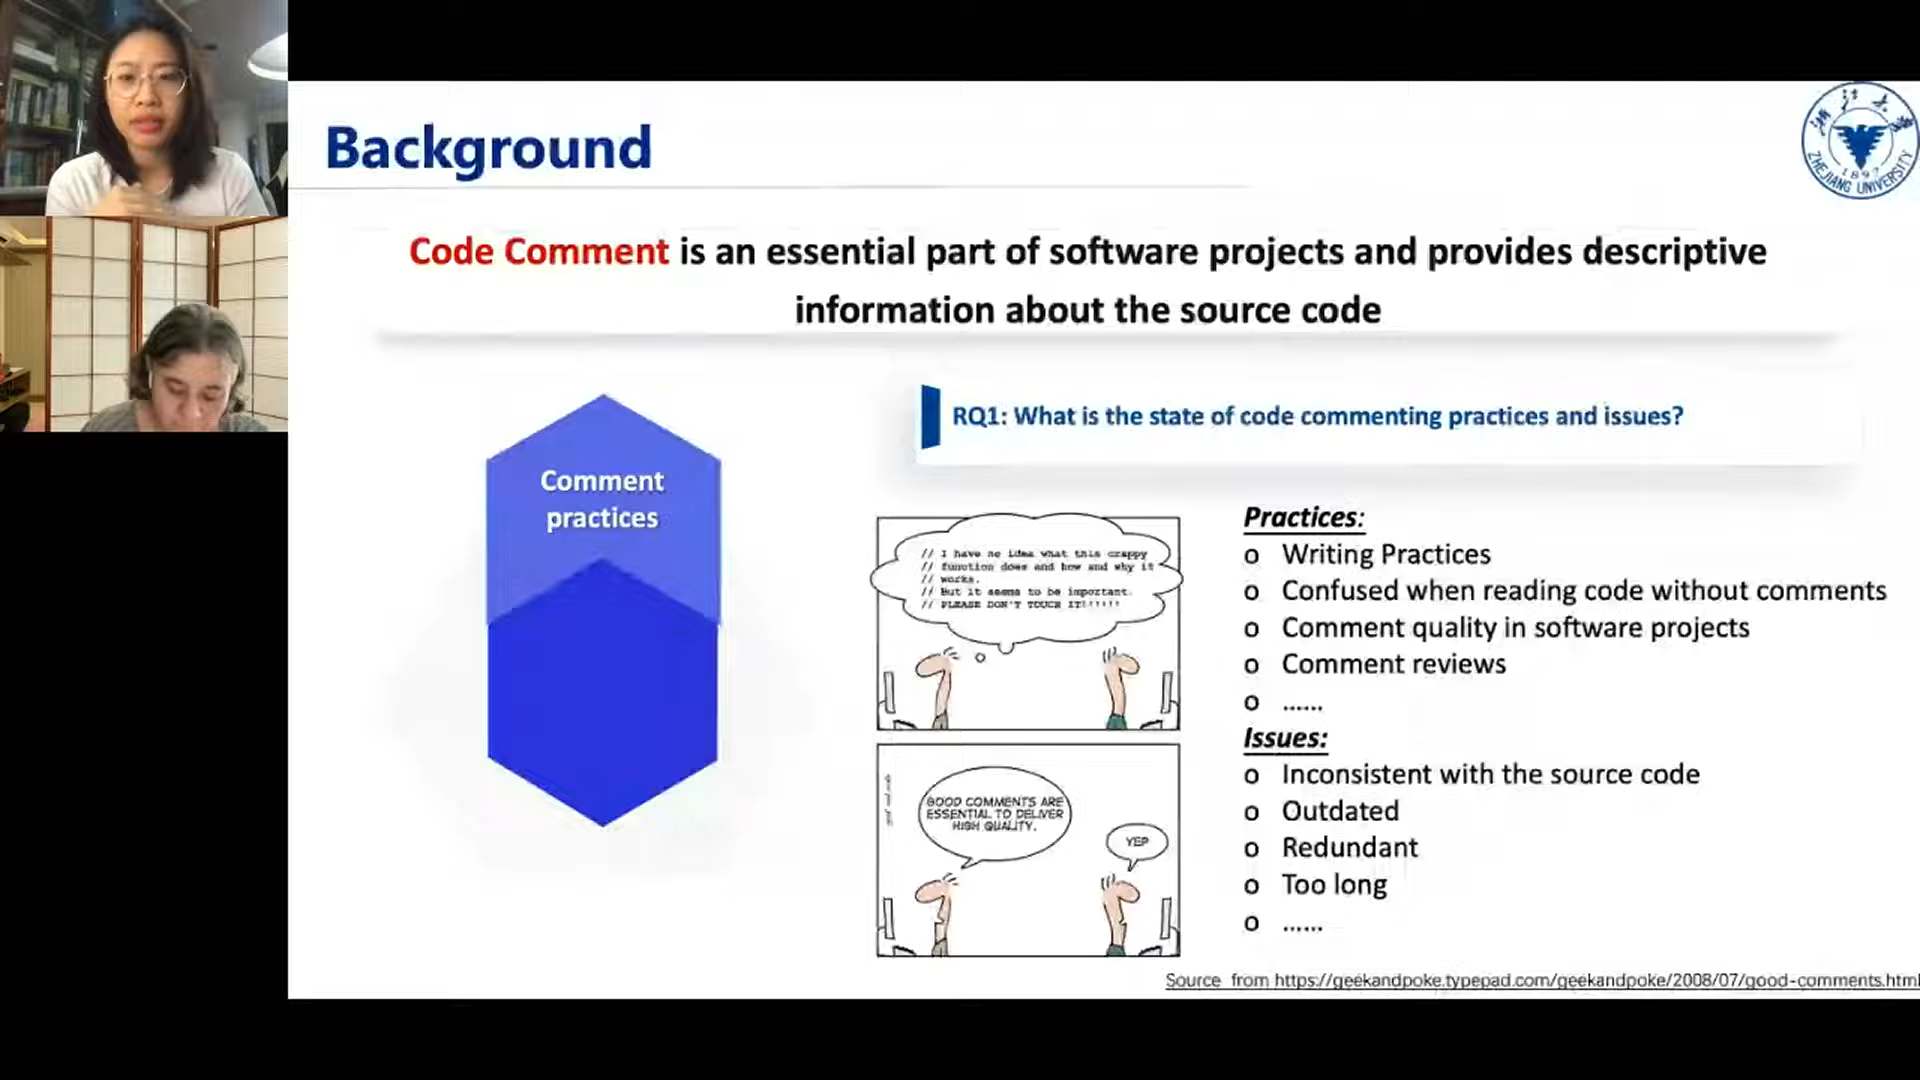 Background
浙江大學
ZHEJIANG UNIVERSITY
1897
Code Comment is an essential part of software projects and provides descriptive
information about the source code
Comment
practices
RQ1: What is the state of code commenting practices and issues?
// I have no idea what this crappy
// function does and how and why it
// works.
// But it seems to be important.
// PLEASE DON'T TOUCH IT!!!!!!
GOOD COMMENTS ARE
ESSENTIAL TO DELIVER
HIGH QUALITY.
YEP
Practices:
o Writing Practices
o Confused when reading code without comments
o Comment quality in software projects
o Comment reviews
o ......
Issues:
o Inconsistent with the source code
o Outdated
o Redundant
o Too long
o ......
Source from https://geekandpoke.typepad.com/geekandpoke/2008/07/good-comments.html